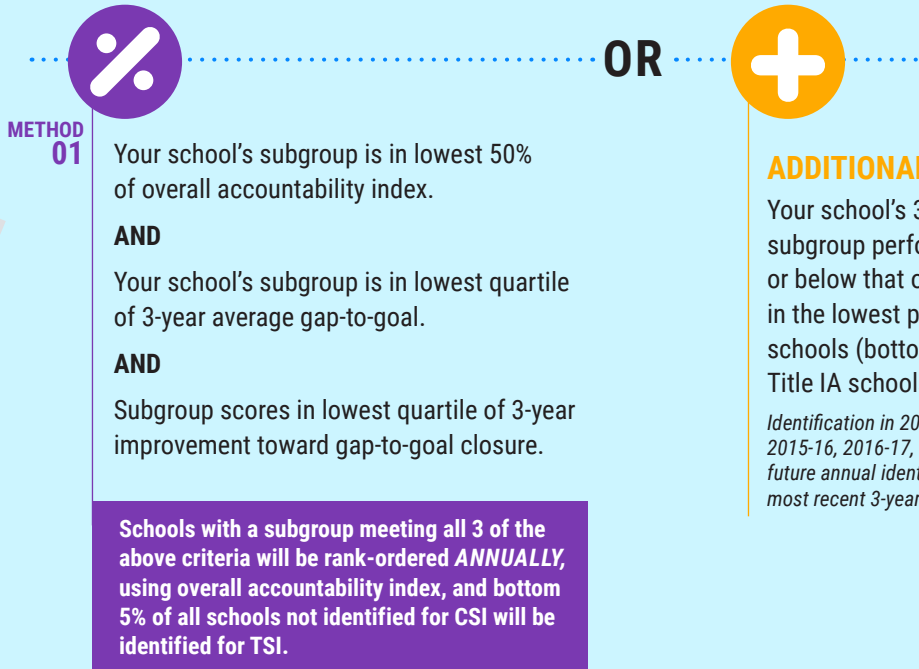 OR
METHOD
01
Your school's subgroup is in lowest 50%
of overall accountability index.
AND
Your school's subgroup is in lowest quartile
of 3-year average gap-to-goal.
AND
Subgroup scores in lowest quartile of 3-year
improvement toward gap-to-goal closure.
Schools with a subgroup meeting all 3 of the
above criteria will be rank-ordered ANNUALLY,
using overall accountability index, and bottom
5% of all schools not identified for CSI will be
identified for TSI.
Your school's 3
subgroup
or below that
in the lowest
schools
Title IA school
Identification in
2015-16, 2016-17,
future annual
most recent 3-year